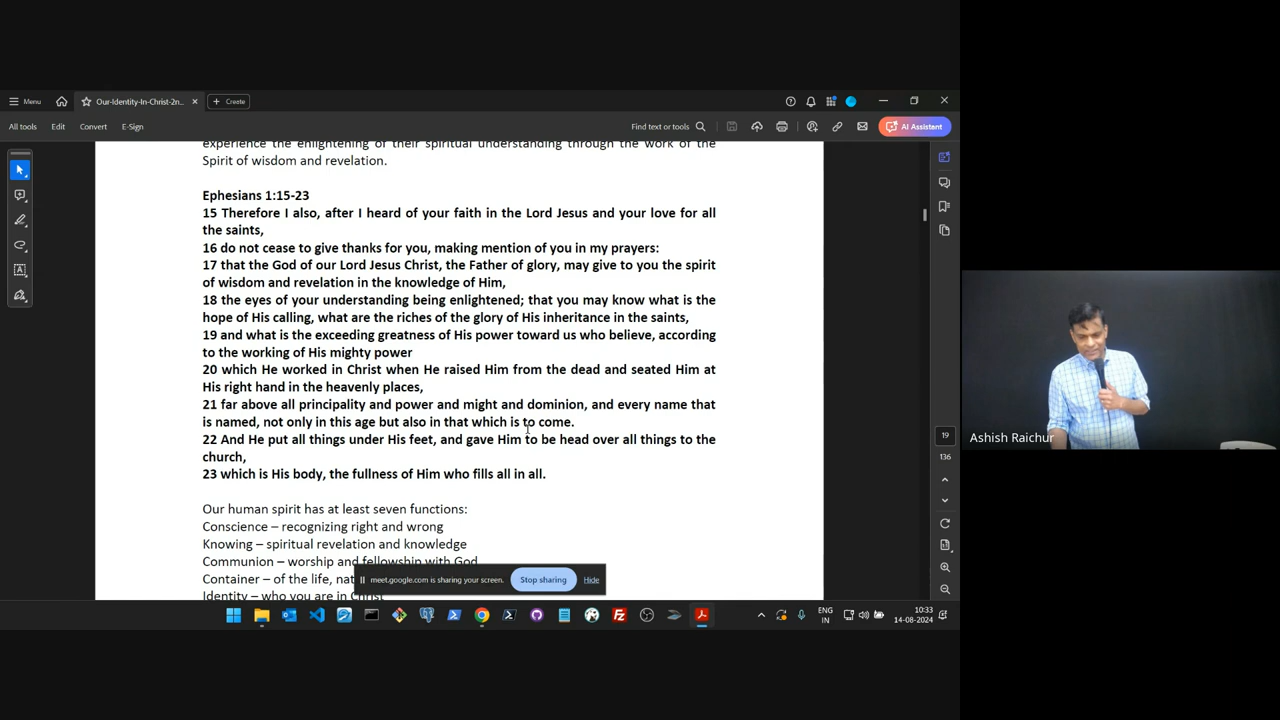 Menu
Our-Identity-In-Christ-2n...
Create
All tools
Edit
Convert
E-Sign
Find text or tools
AI Assistant
experience the enlightening of their spiritual understanding through the work of the
Spirit of wisdom and revelation.
Ephesians 1:15-23
15 Therefore I also, after I heard of your faith in the Lord Jesus and your love for all
the saints,
16 do not cease to give thanks for you, making mention of you in my prayers:
17 that the God of our Lord Jesus Christ, the Father of glory, may give to you the spirit
of wisdom and revelation in the knowledge of Him,
18 the eyes of your understanding being enlightened; that you may know what is the
hope of His calling, what are the riches of the glory of His inheritance in the saints,
19 and what is the exceeding greatness of His power toward us who believe, according
to the working of His mighty power
20 which He worked in Christ when He raised Him from the dead and seated Him at
His right hand in the heavenly places,
21 far above all principality and power and might and dominion, and every name that
is named, not only in this age but also in that which is to come.
22 And He put all things under His feet, and gave Him to be head over all things to the
church,
23 which is His body, the fullness of Him who fills all in all.
Our human spirit has at least seven functions:
Conscience – recognizing right and wrong
Knowing – spiritual revelation and knowledge
Communion – worship and fellowship with God
Container – of the life, nat
Identity – who you are in Christ
meet.google.com is sharing your screen.
Stop sharing
Hide
19
136
ENG
IN
10:33
14-08-2024
Ashish Raichur